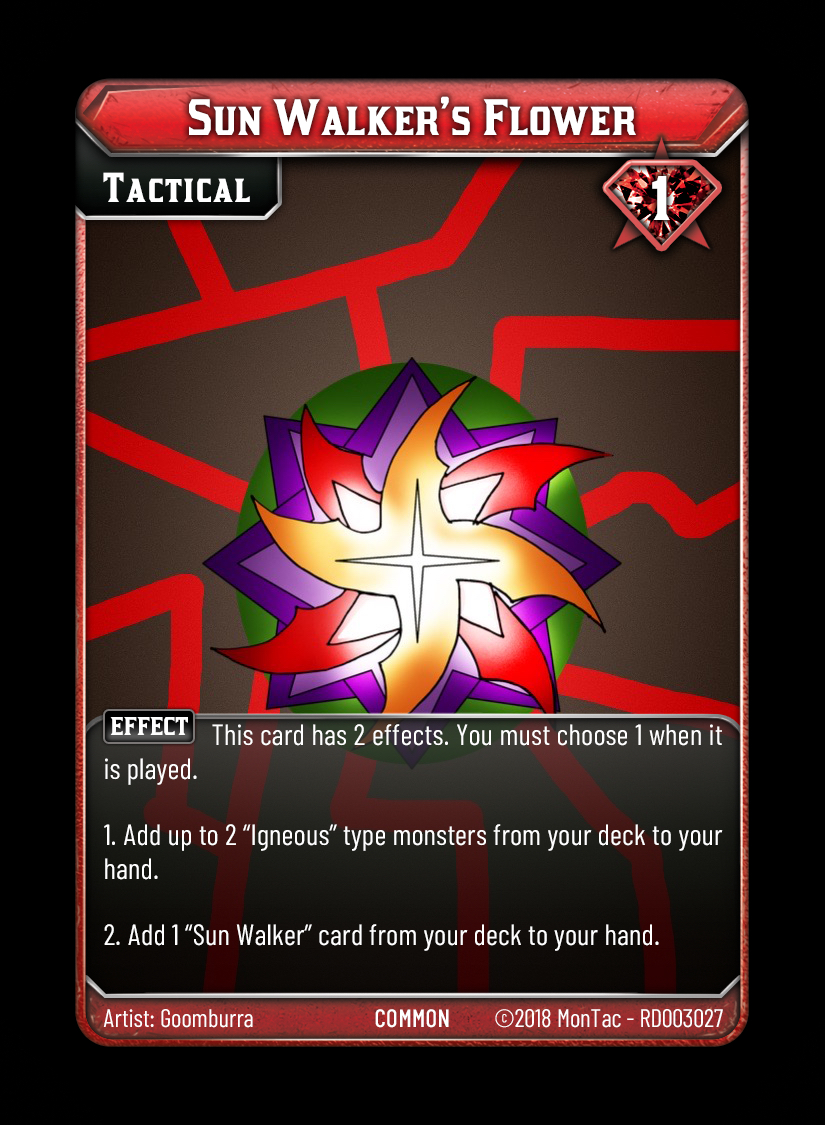 Sun Walker's Flower
Tactical
1
EFFECT This card has 2 effects. You must choose 1 when it
is played.
1. Add up to 2 “Igneous” type monsters from your deck to your
hand.
2. Add 1 “Sun Walker” card from your deck to your hand.
Artist: Goomburra COMMON ©2018 MonTac - RD003027